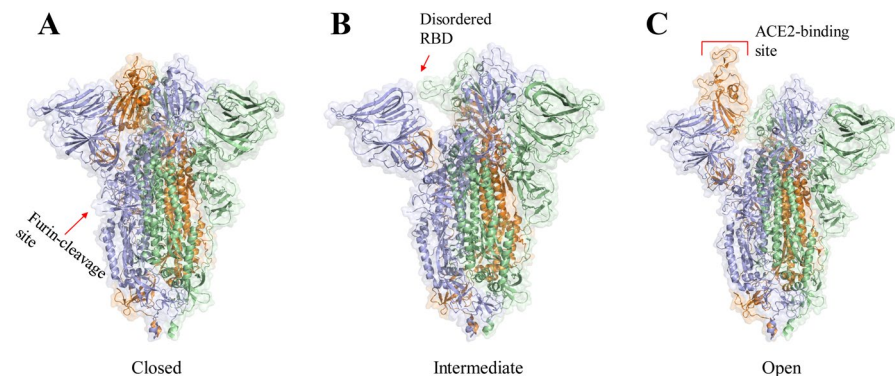 A
B
Disordered
RBD
C
ACE2-binding
site
Furin-cleavage
site
Closed
Intermediate
Open